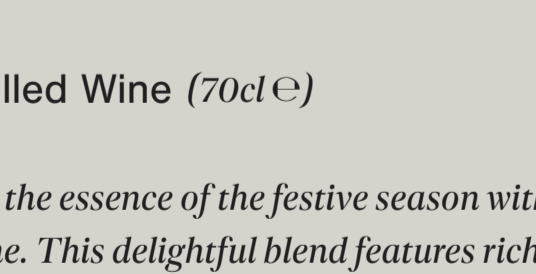 lled Wine (70cl ℮)
the essence of the festive season wit
e. This delightful blend features rich